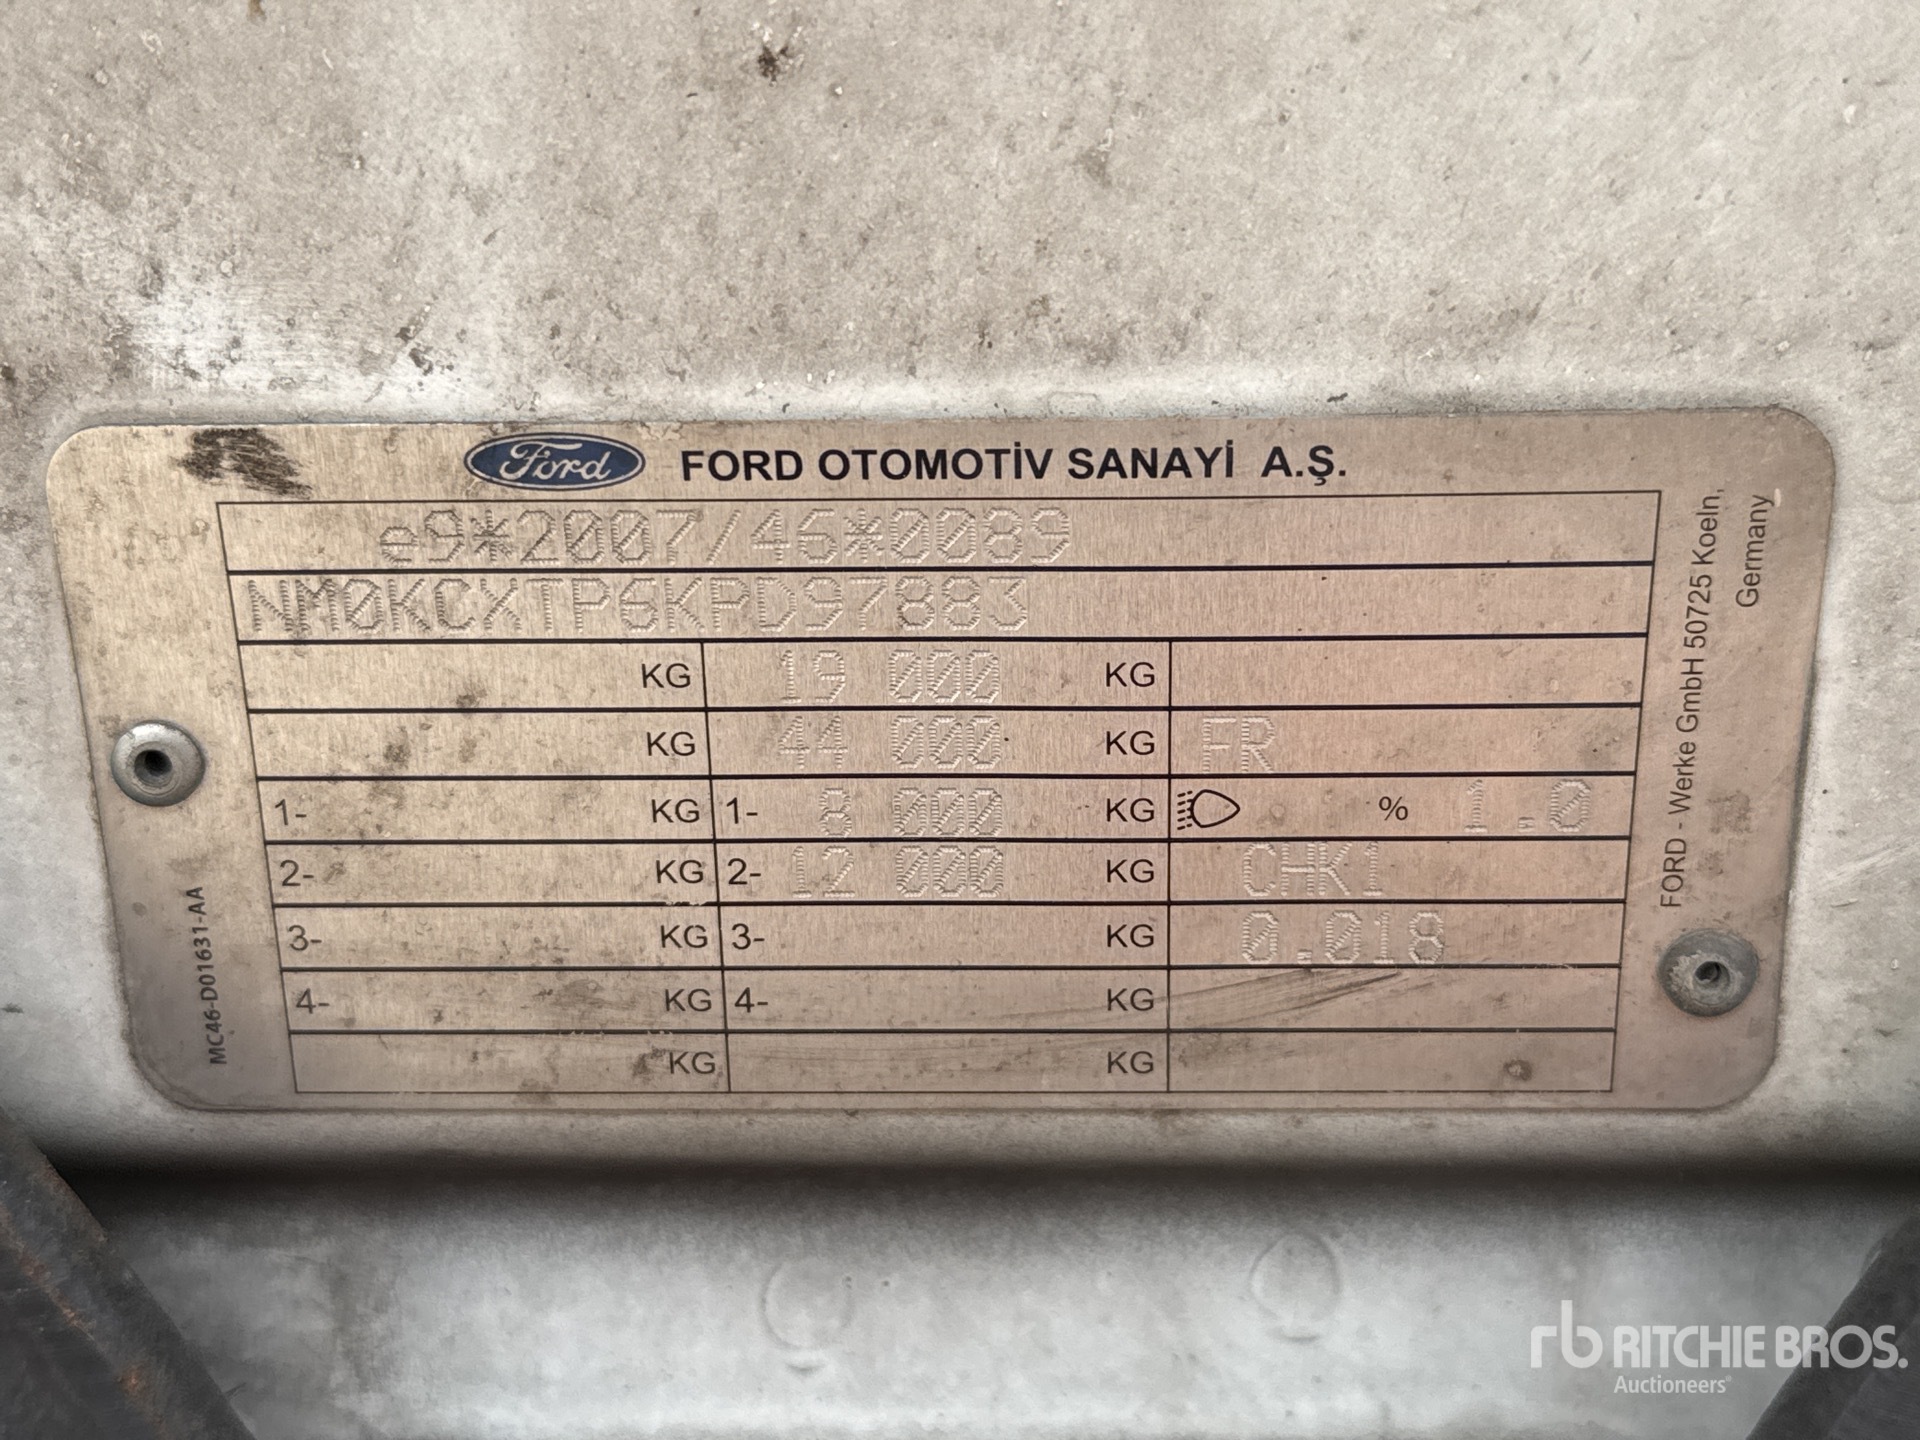 Ford FORD OTOMOTİV SANAYİ A.Ş.
e9*2007/46*0089
NM0KCXTP6KPD97883
KG 19 000 KG
KG 44 000 KG FR
1- KG 1- 8 000 KG % 1.0
2- KG 2- 12 000 KG CHK1
3- KG 3- KG 0.018
4- KG 4- KG
KG KG
MC46-D01631-AA
FORD - Werke GmbH 50725 Koeln,
Germany
rb RITCHIE BROS.
Auctioneers